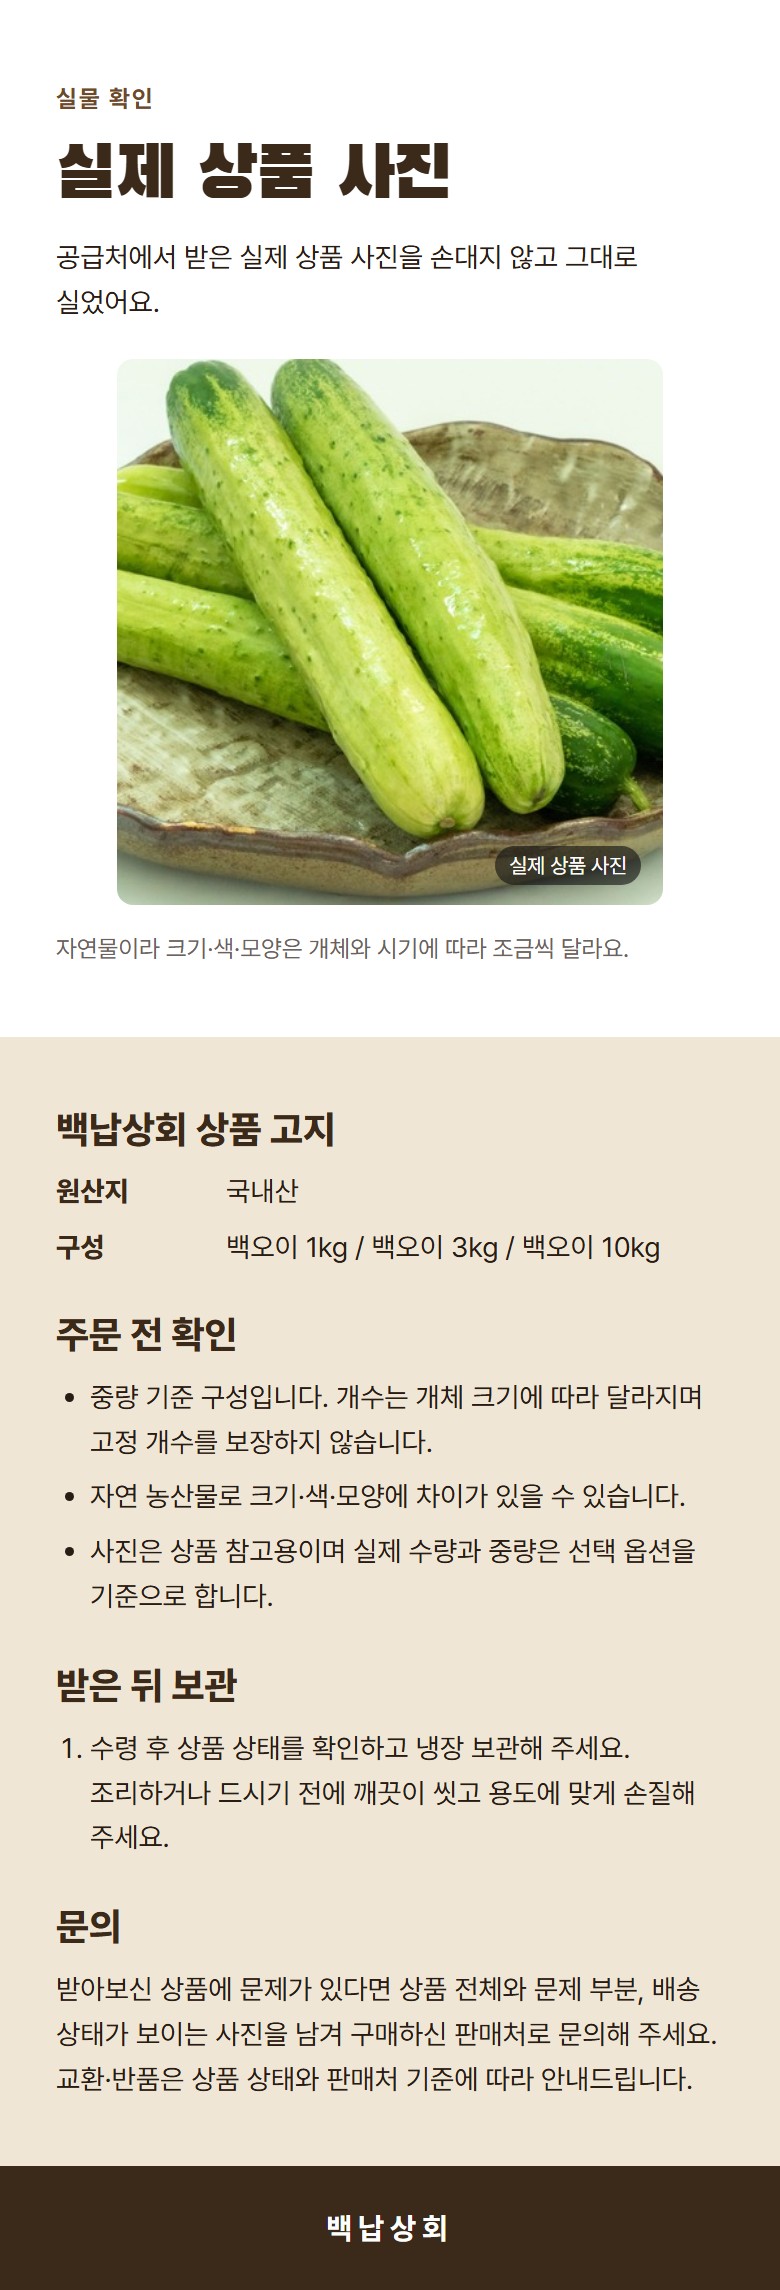 실물 확인
실제 상품 사진
공급처에서 받은 실제 상품 사진을 손대지 않고 그대로
실었어요.
실제 상품 사진
자연물이라 크기·색·모양은 개체와 시기에 따라 조금씩 달라요.
백납상회 상품 고지
원산지 국내산
구성 백오이 1kg / 백오이 3kg / 백오이 10kg
주문 전 확인
• 중량 기준 구성입니다. 개수는 개체 크기에 따라 달라지며
고정 개수를 보장하지 않습니다.
• 자연 농산물로 크기·색·모양에 차이가 있을 수 있습니다.
• 사진은 상품 참고용이며 실제 수량과 중량은 선택 옵션을
기준으로 합니다.
받은 뒤 보관
1. 수령 후 상품 상태를 확인하고 냉장 보관해 주세요.
조리하거나 드시기 전에 깨끗이 씻고 용도에 맞게 손질해
주세요.
문의
받아보신 상품에 문제가 있다면 상품 전체와 문제 부분, 배송
상태가 보이는 사진을 남겨 구매하신 판매처로 문의해 주세요.
교환·반품은 상품 상태와 판매처 기준에 따라 안내드립니다.
백납상회